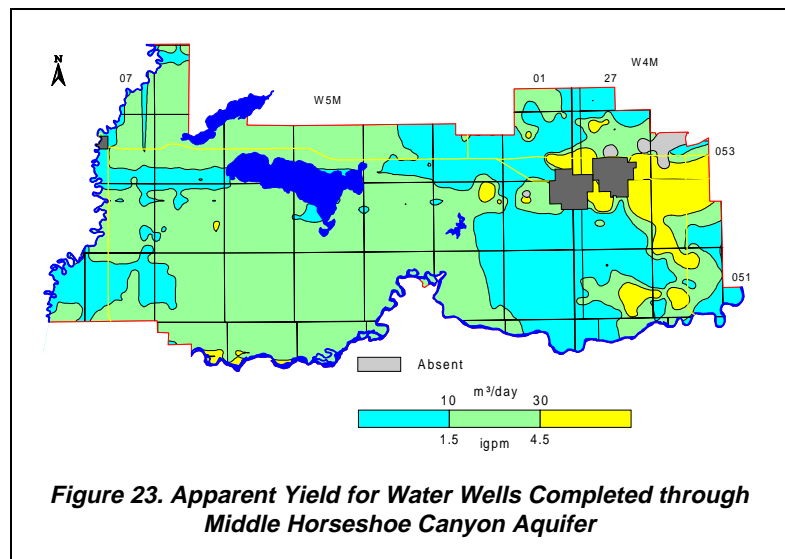 N
07
W5M
01
27
W4M
053
051
Absent
m³/day
10
30
1.5
igpm
4.5
Figure 23. Apparent Yield for Water Wells Completed through
Middle Horseshoe Canyon Aquifer